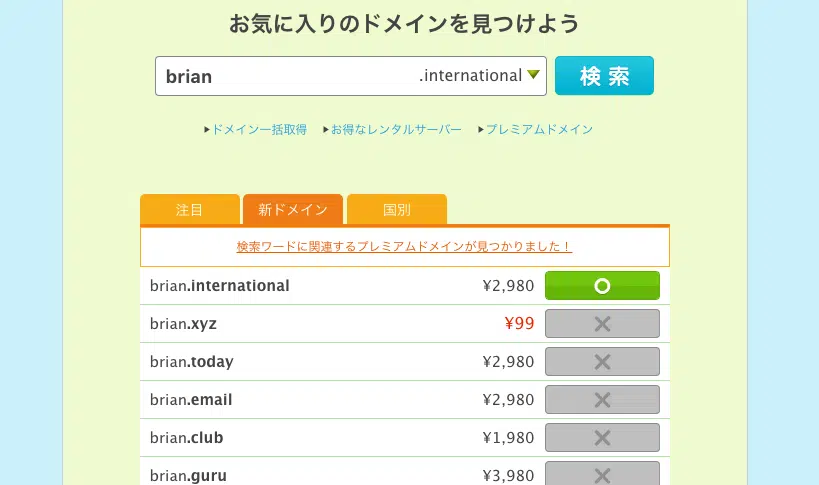 お気に入りのドメインを見つけよう
brian .international 検索
ドメイン一括取得 お得なレンタルサーバー プレミアムドメイン
注目 新ドメイン 国別
検索ワードに関連するプレミアムドメインが見つかりました！
brian.international ¥2,980
brian.xyz ¥99
brian.today ¥2,980
brian.email ¥2,980
brian.club ¥1,980
brian.guru ¥3,980